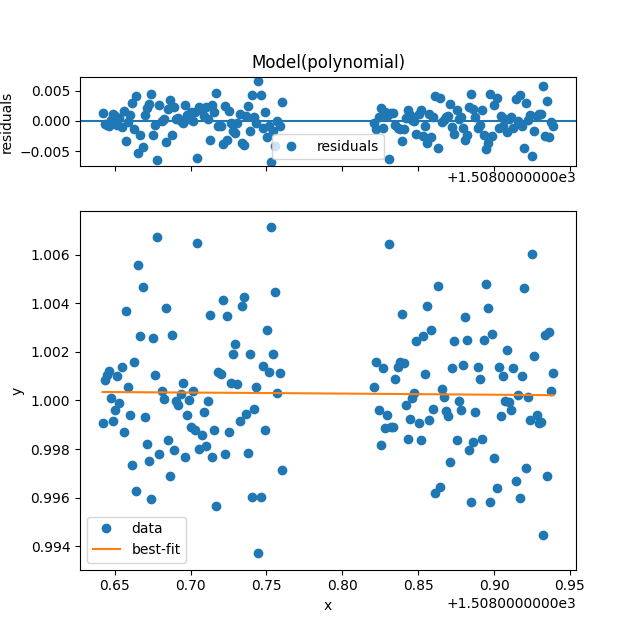 Model(polynomial)
0.005
0.000
−0.005
residuals
residuals
+1.5080000000e3
1.006
1.004
1.002
1.000
0.998
0.996
0.994
y
data
best-fit
0.65 0.70 0.75 0.80 0.85 0.90 0.95
x
+1.5080000000e3